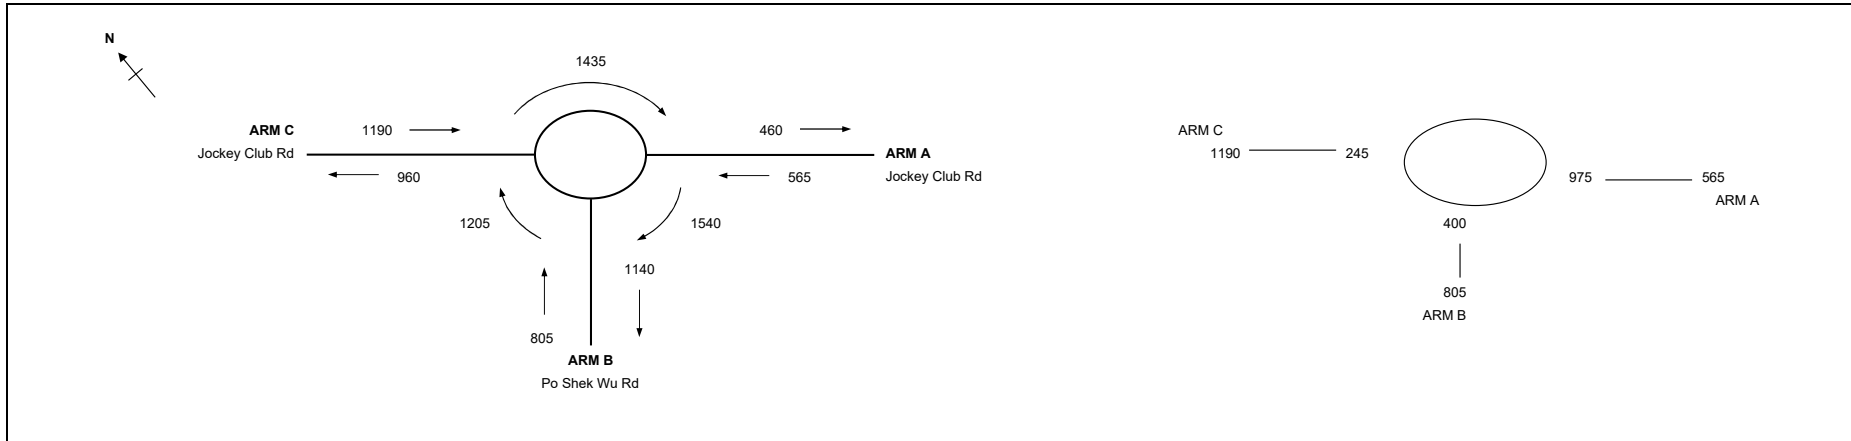 N
1435
ARM C
1190
460
Jockey Club Rd
ARM A
960
565
Jockey Club Rd
1205
1540
1140
805
ARM B
Po Shek Wu Rd
ARM C
1190
245
975
565
ARM A
400
805
ARM B